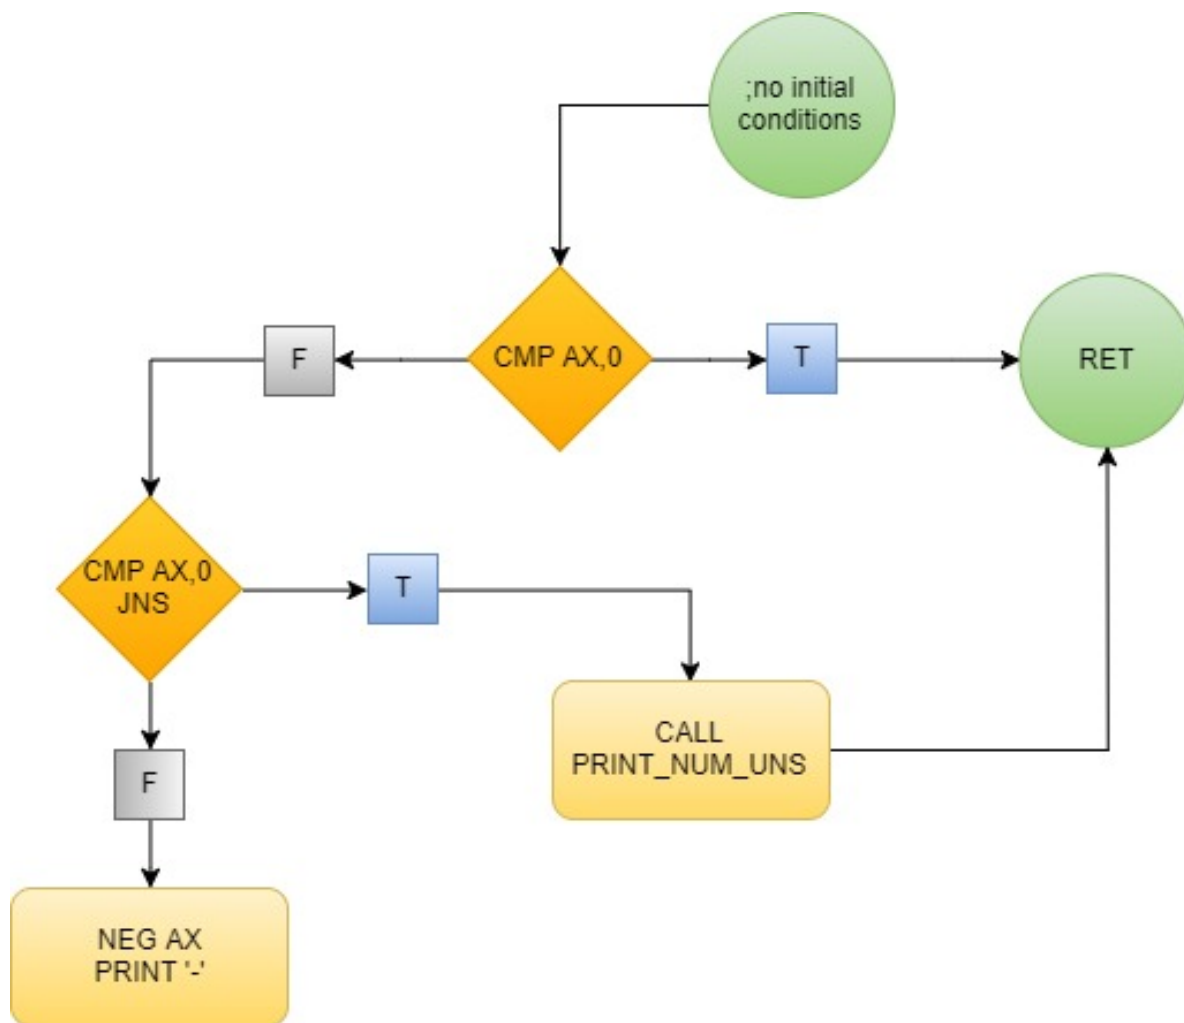 ;no initial
conditions
F
CMP AX,0
T
RET
CMP AX,0
JNS
T
CALL
PRINT_NUM_UNS
F
NEG AX
PRINT '-'